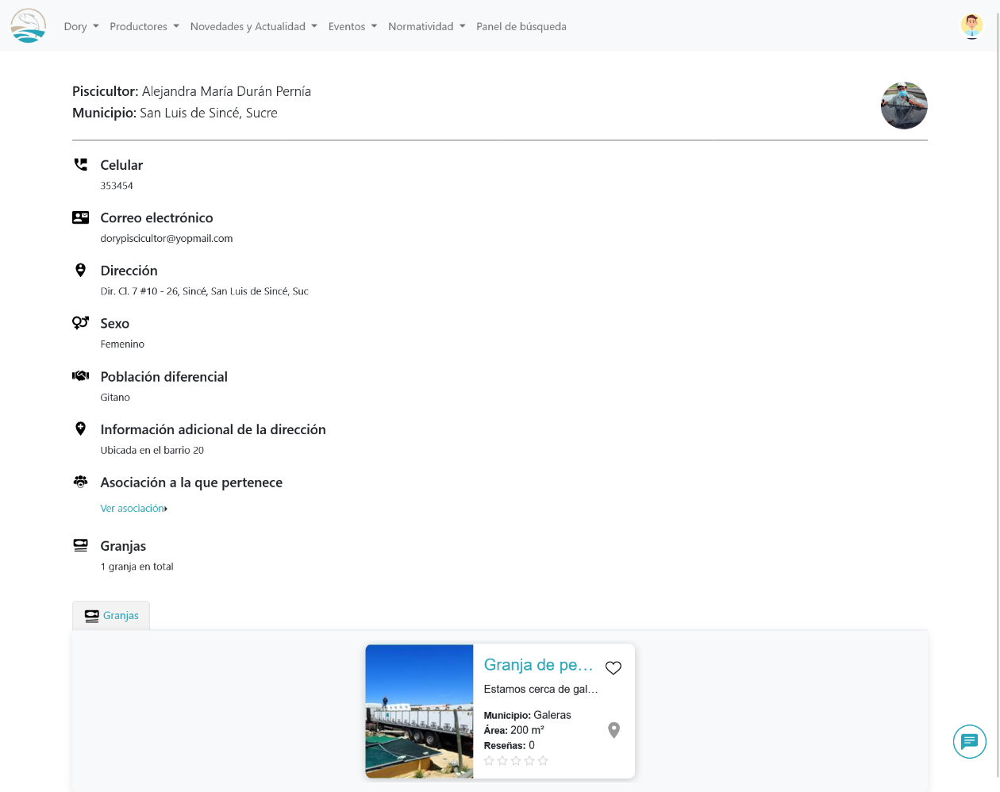 Dory Productores Novedades y Actualidad Eventos Normatividad Panel de búsqueda
Piscicultor: Alejandra María Durán Pernía
Municipio: San Luis de Sincé, Sucre
Celular
353454
Correo electrónico
dorypiscicultor@yopmail.com
Dirección
Dir. Cl. 7 #10 - 26, Sincé, San Luis de Sincé, Suc
Sexo
Femenino
Población diferencial
Gitano
Información adicional de la dirección
Ubicada en el barrio 20
Asociación a la que pertenece
Ver asociación
Granjas
1 granja en total
Granjas
Granja de pe...
Estamos cerca de gal...
Municipio: Galeras
Área: 200 m²
Reseñas: 0